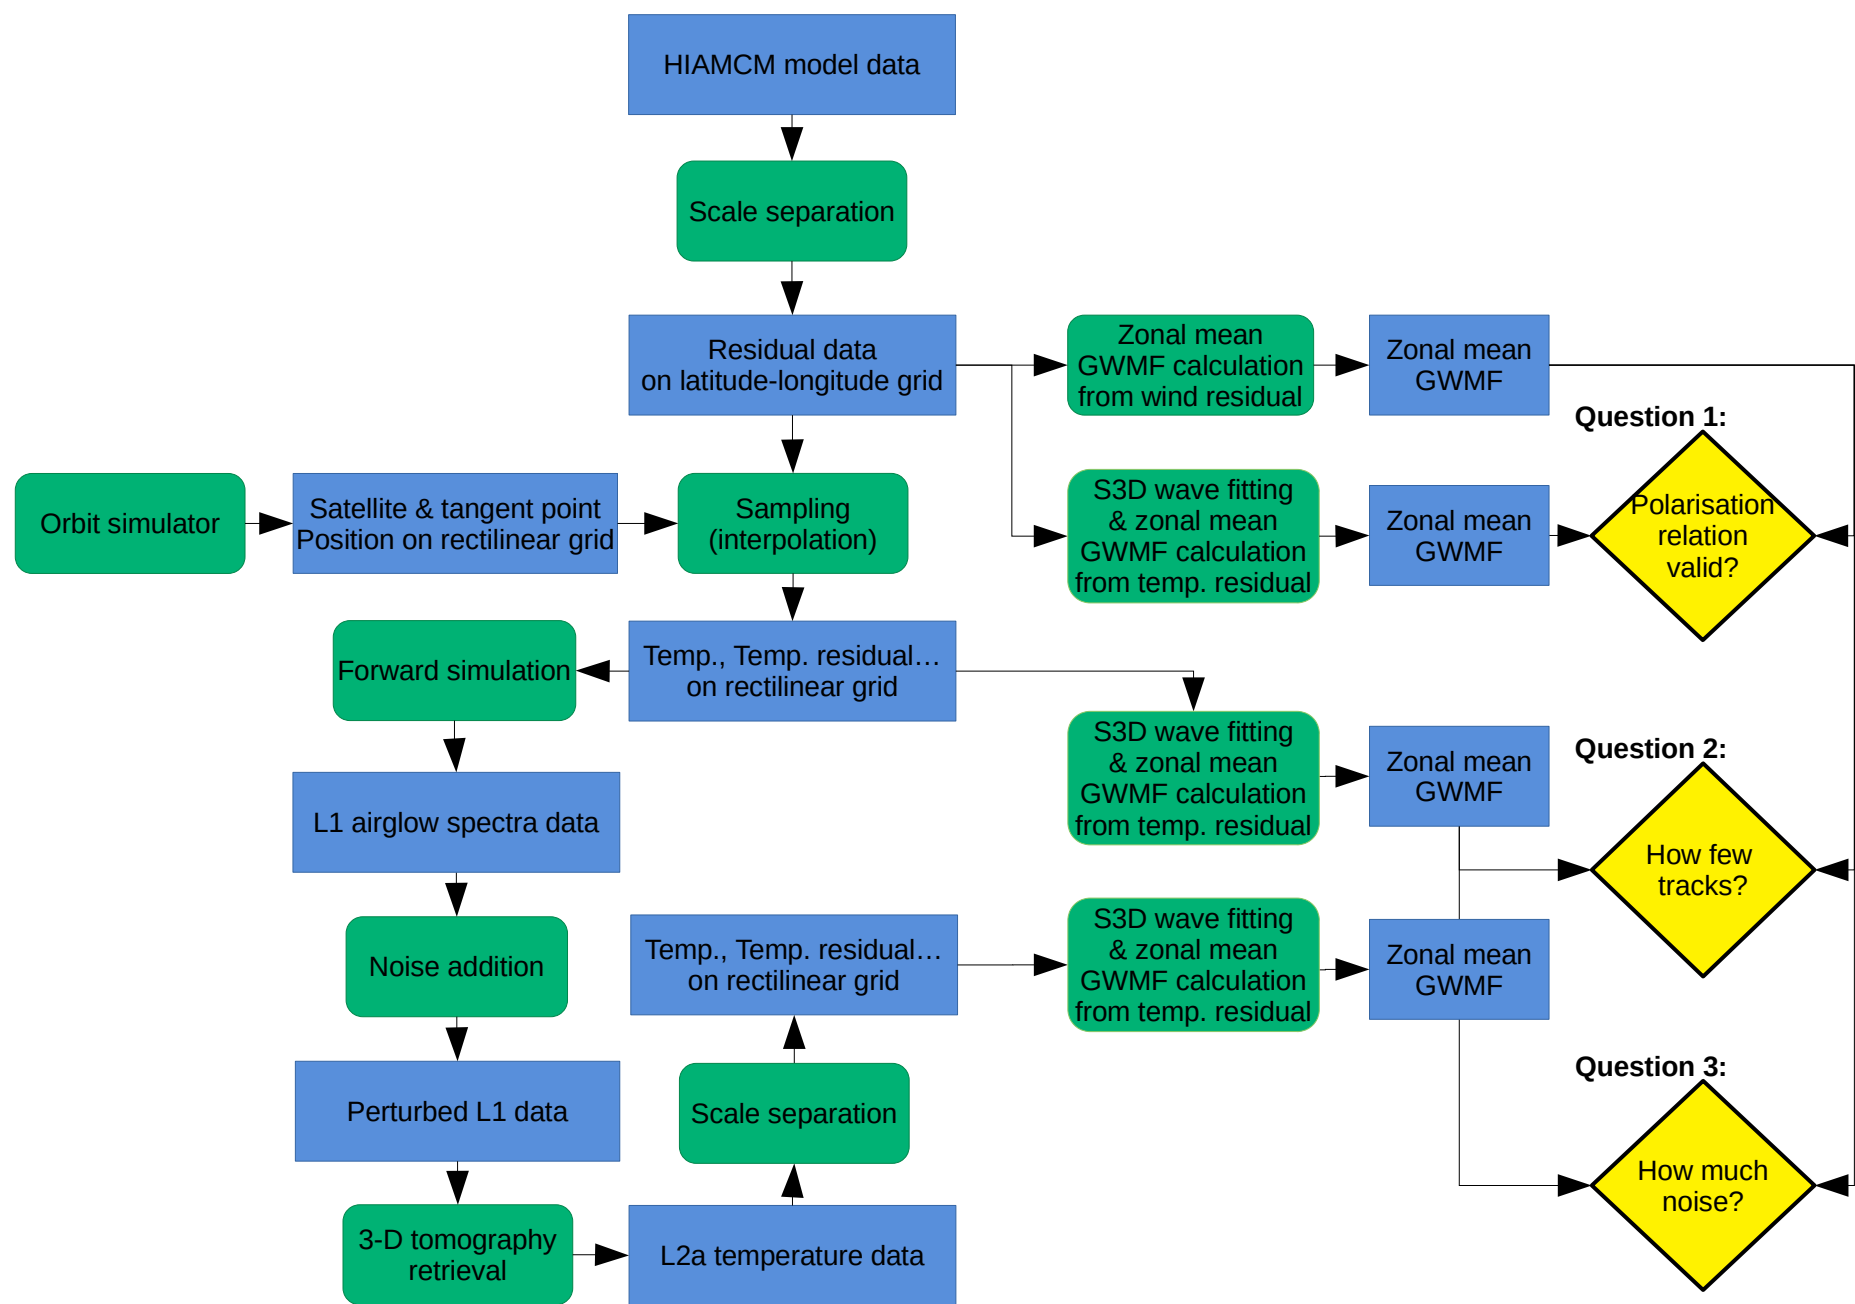 HIAMCM model data
Scale separation
Residual data
on latitude-longitude grid
Zonal mean
GWMF calculation
from wind residual
Zonal mean
GWMF
Question 1:
Orbit simulator
Satellite & tangent point
Position on rectilinear grid
Sampling
(interpolation)
S3D wave fitting
& zonal mean
GWMF calculation
from temp. residual
Zonal mean
GWMF
Polarisation
relation
valid?
Forward simulation
Temp., Temp. residual…
on rectilinear grid
S3D wave fitting
& zonal mean
GWMF calculation
from temp. residual
Zonal mean
GWMF
Question 2:
How few
tracks?
L1 airglow spectra data
Noise addition
Temp., Temp. residual…
on rectilinear grid
S3D wave fitting
& zonal mean
GWMF calculation
from temp. residual
Zonal mean
GWMF
Question 3:
How much
noise?
Perturbed L1 data
Scale separation
3-D tomography
retrieval
L2a temperature data